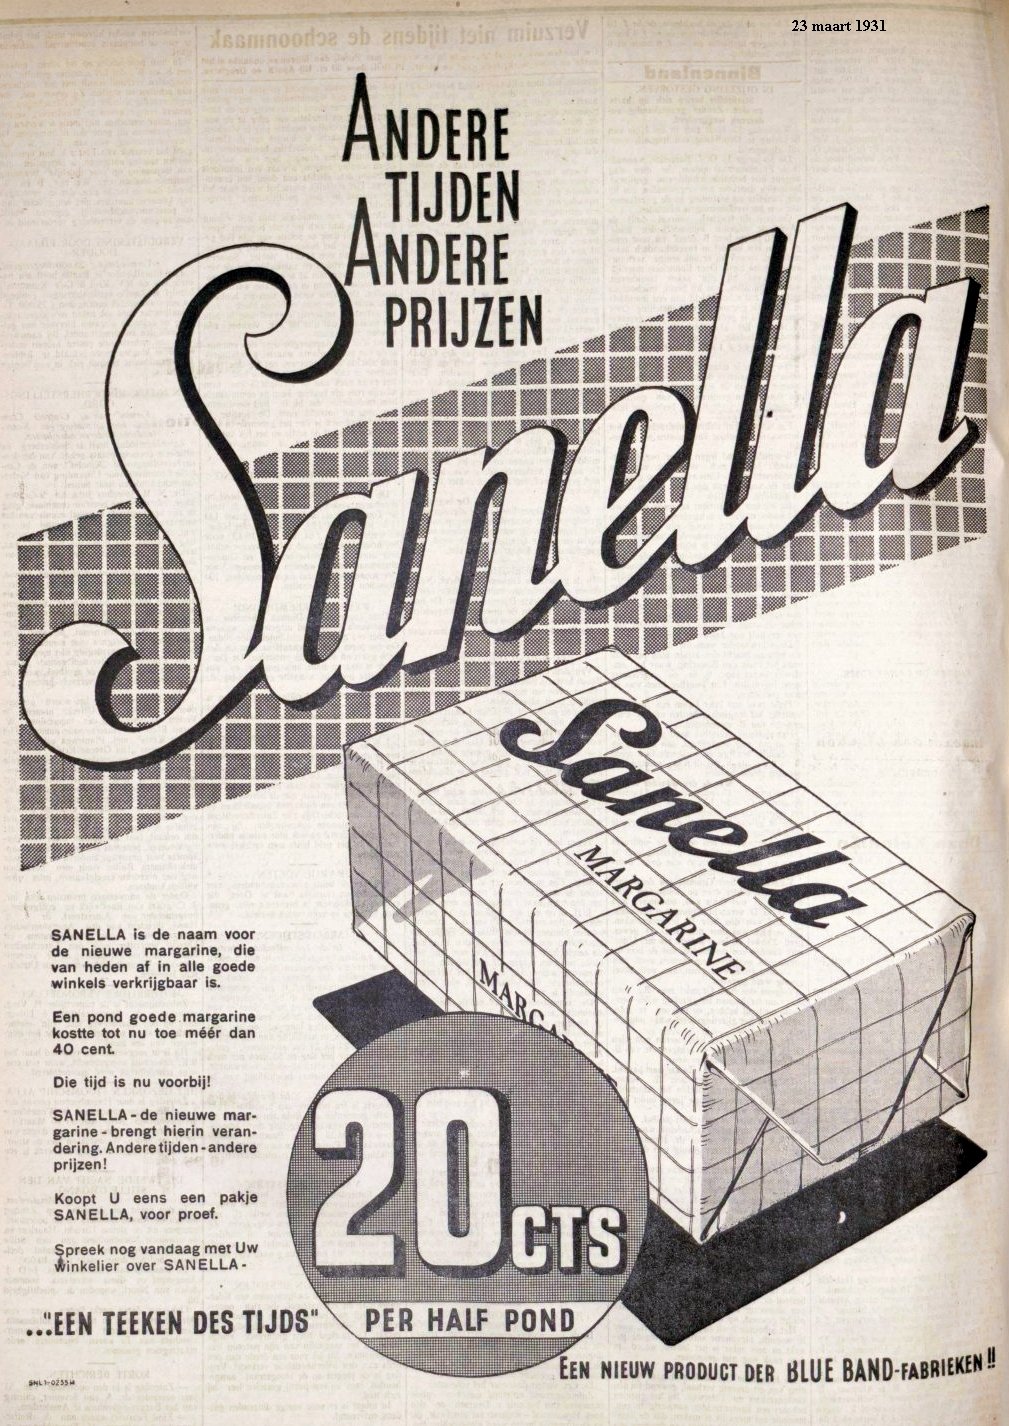 23 maart 1931
ANDERE
TIJDEN
ANDERE
PRIJZEN
Sanella
Sanella
MARGARINE
MARGA
SANELLA is de naam voor
de nieuwe margarine, die
van heden af in alle goede
winkels verkrijgbaar is.
Een pond goede margarine
kostte tot nu toe méér dan
40 cent.
Die tijd is nu voorbij!
SANELLA - de nieuwe mar-
garine - brengt hierin veran-
dering. Andere tijden - andere
prijzen!
Koopt U eens een pakje
SANELLA, voor proef.
Spreek nog vandaag met Uw
winkelier over SANELLA -
..."EEN TEEKEN DES TIJDS"
20 CTS
PER HALF POND
EEN NIEUW PRODUCT DER BLUE BAND-FABRIEKEN!!
SNL1-0255H